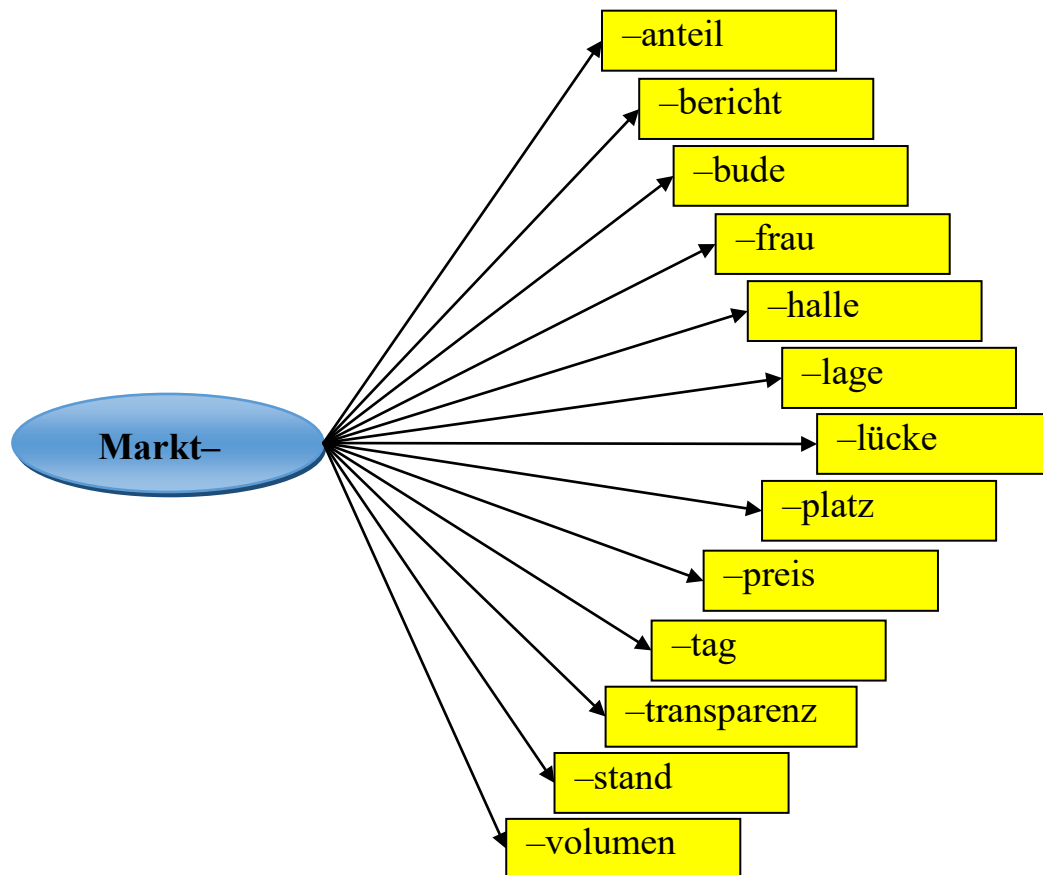 –anteil
–bericht
–bude
–frau
–halle
–lage
Markt–
–lücke
–platz
–preis
–tag
–transparenz
–stand
–volumen